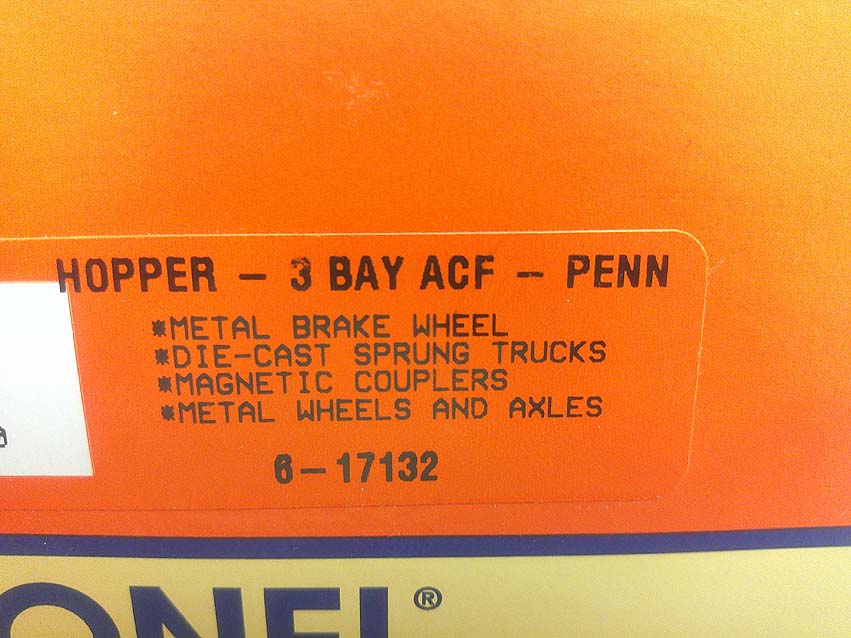 HOPPER - 3 BAY ACF - PENN
*METAL BRAKE WHEEL
*DIE-CAST SPRUNG TRUCKS
*MAGNETIC COUPLERS
*METAL WHEELS AND AXLES
6-17132
ONEL®